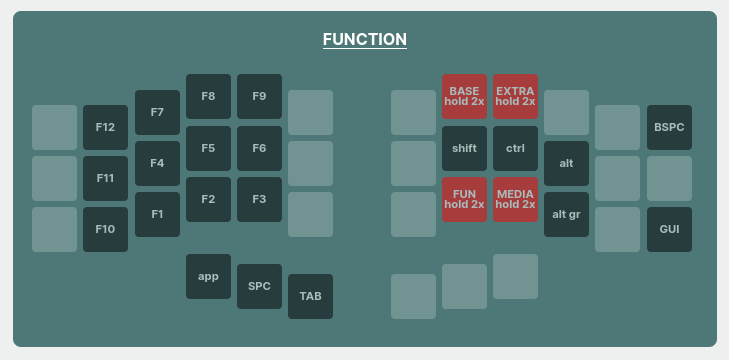 FUNCTION
F12
F7
F8
F9
BASE
hold 2x
EXTRA
hold 2x
BSPC
F11
F4
F5
F6
shift
ctrl
alt
F10
F1
F2
F3
FUN
hold 2x
MEDIA
hold 2x
alt gr
GUI
app
SPC
TAB